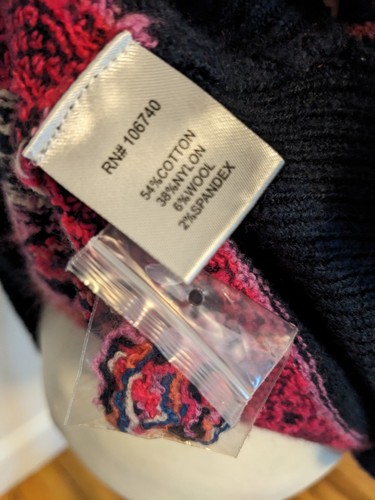 RN# 106740
54%COTTON
38%NYLON
6%WOOL
2%SPANDEX